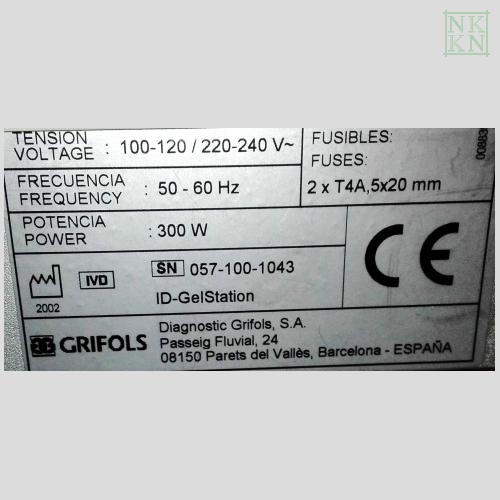 NK
KN
TENSION
VOLTAGE : 100-120 / 220-240 V~
FUSIBLES:
FUSES:
2 x T4A,5x20 mm
00883
FRECUENCIA
FREQUENCY : 50 - 60 Hz
POTENCIA
POWER : 300 W
CE
2002
IVD
SN 057-100-1043
ID-GelStation
GRIFOLS
Diagnostic Grifols, S.A.
Passeig Fluvial, 24
08150 Parets del Vallès, Barcelona - ESPAÑA